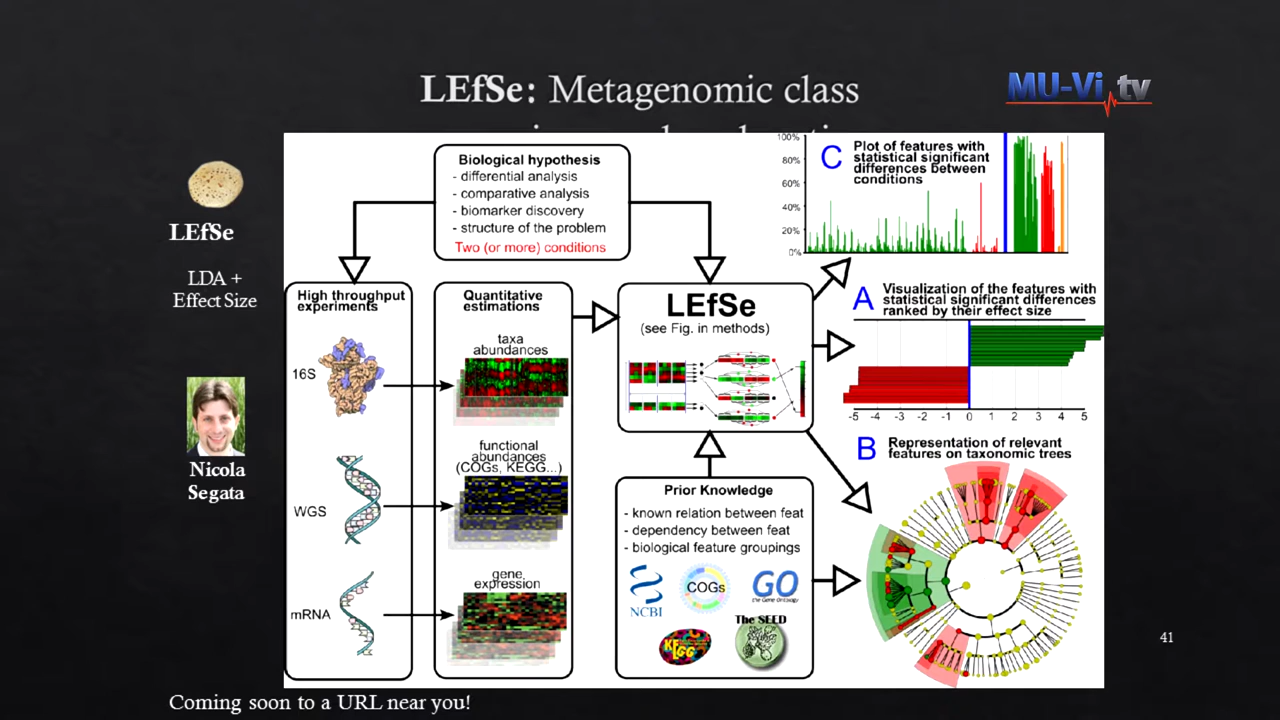 LEfSe: Metagenomic class
MU-Vi tv
LEfSe
LDA +
Effect Size
Nicola
Segata
Biological hypothesis
- differential analysis
- comparative analysis
- biomarker discovery
- structure of the problem
Two (or more) conditions
High throughput
experiments
16S
WGS
mRNA
Quantitative
estimations
taxa
abundances
functional
abundances
(COGs, KEGG...)
gene
expression
LEfSe
(see Fig. in methods)
Prior Knowledge
- known relation between feat
- dependency between feat
- biological feature groupings
NCBI
COGs
GO
the Gene Ontology
KEGG
The SEED
C
Plot of features with
statistical significant
differences between
conditions
100%
80%
60%
40%
20%
0%
A
Visualization of the features with
statistical significant differences
ranked by their effect size
-5 -4 -3 -2 -1 0 1 2 3 4 5
B
Representation of relevant
features on taxonomic trees
41
Coming soon to a URL near you!